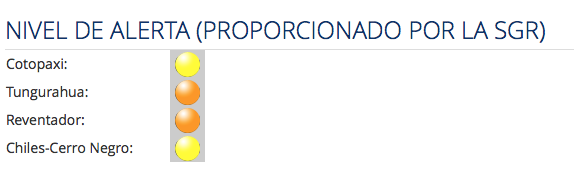 NIVEL DE ALERTA (PROPORCIONADO POR LA SGR)
Cotopaxi:
Tungurahua:
Reventador:
Chiles-Cerro Negro: